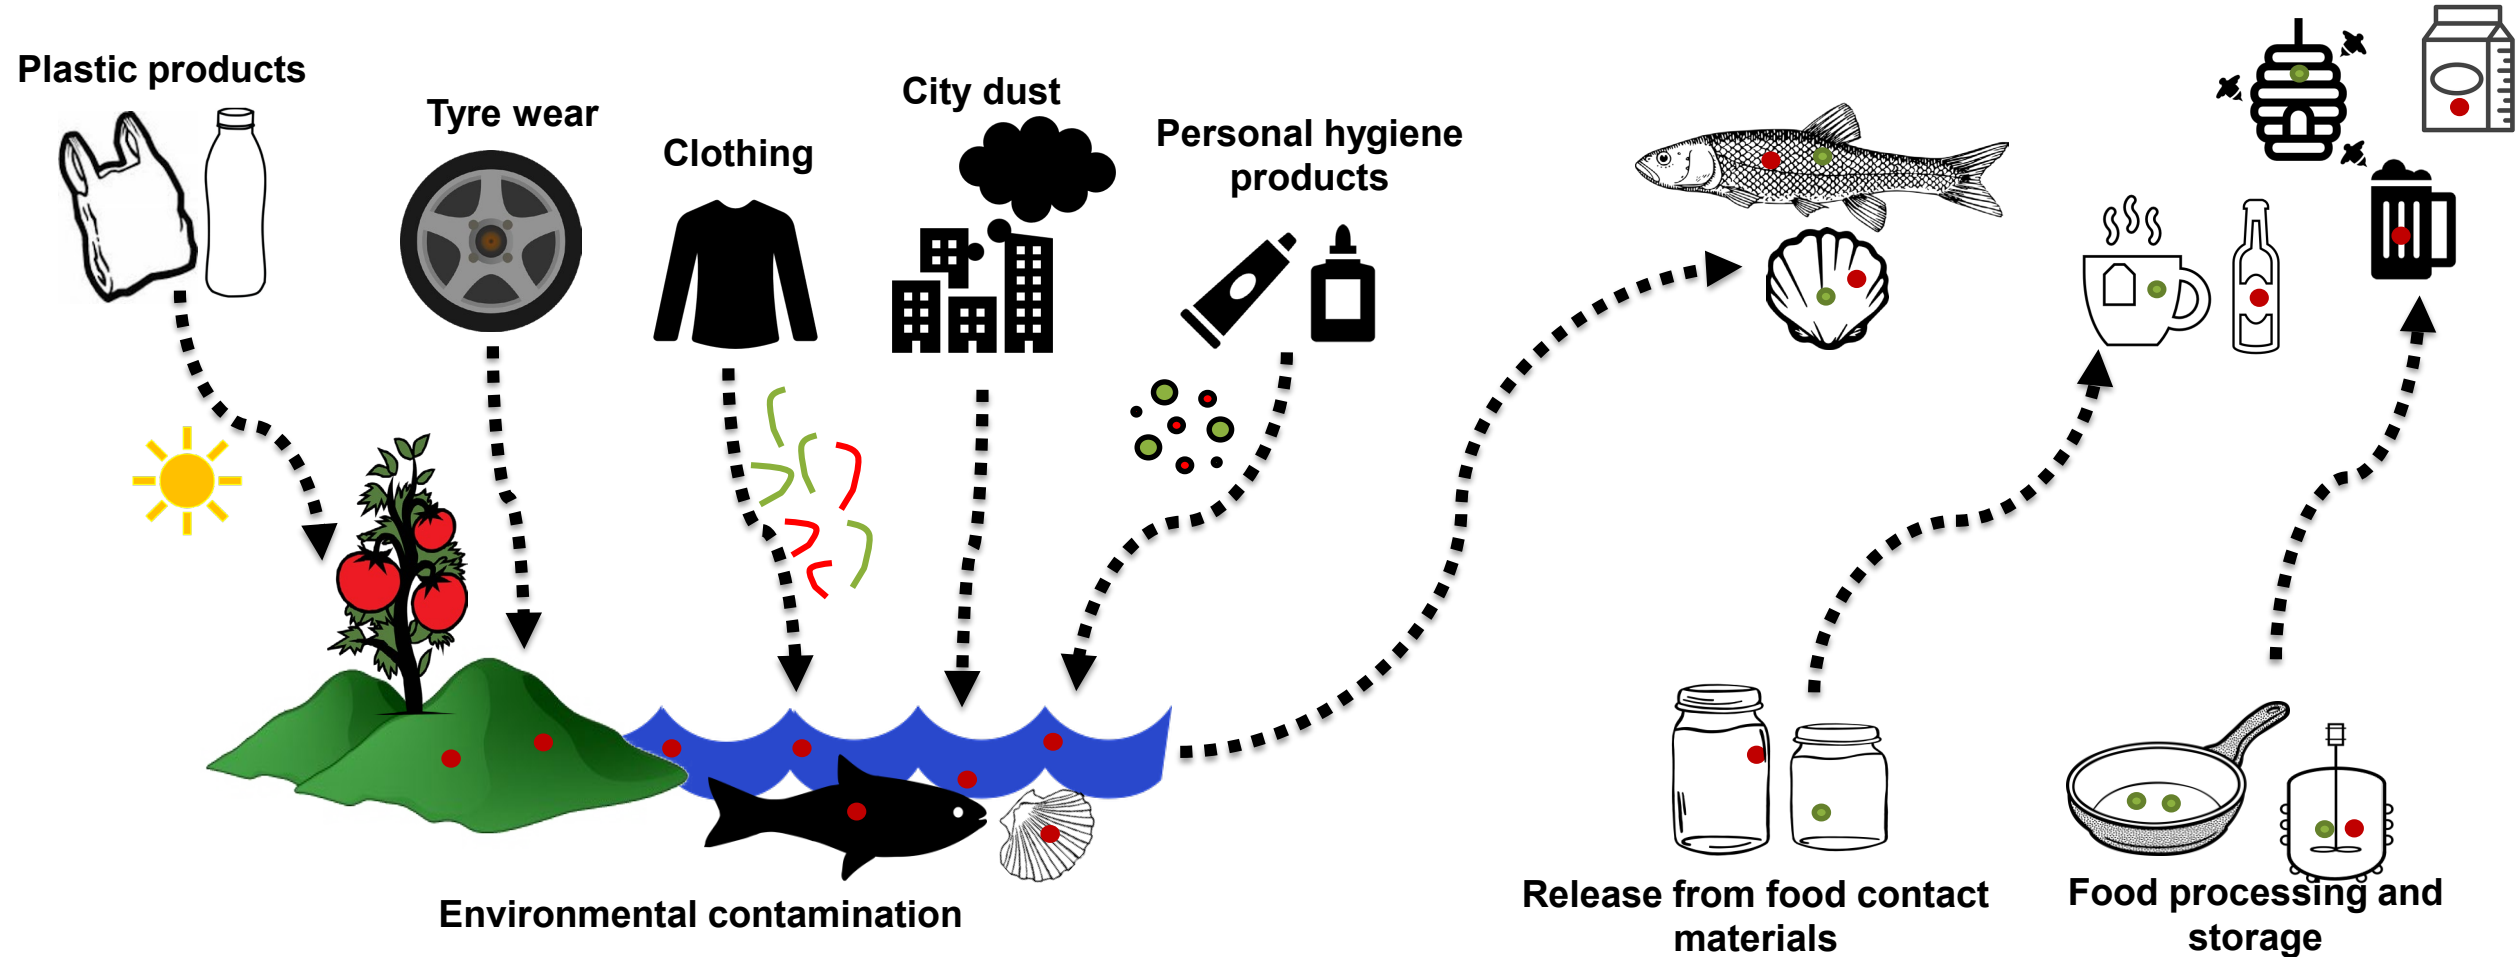 Plastic products
Tyre wear
Clothing
City dust
Personal hygiene
products
Environmental contamination
Release from food contact
materials
Food processing and
storage